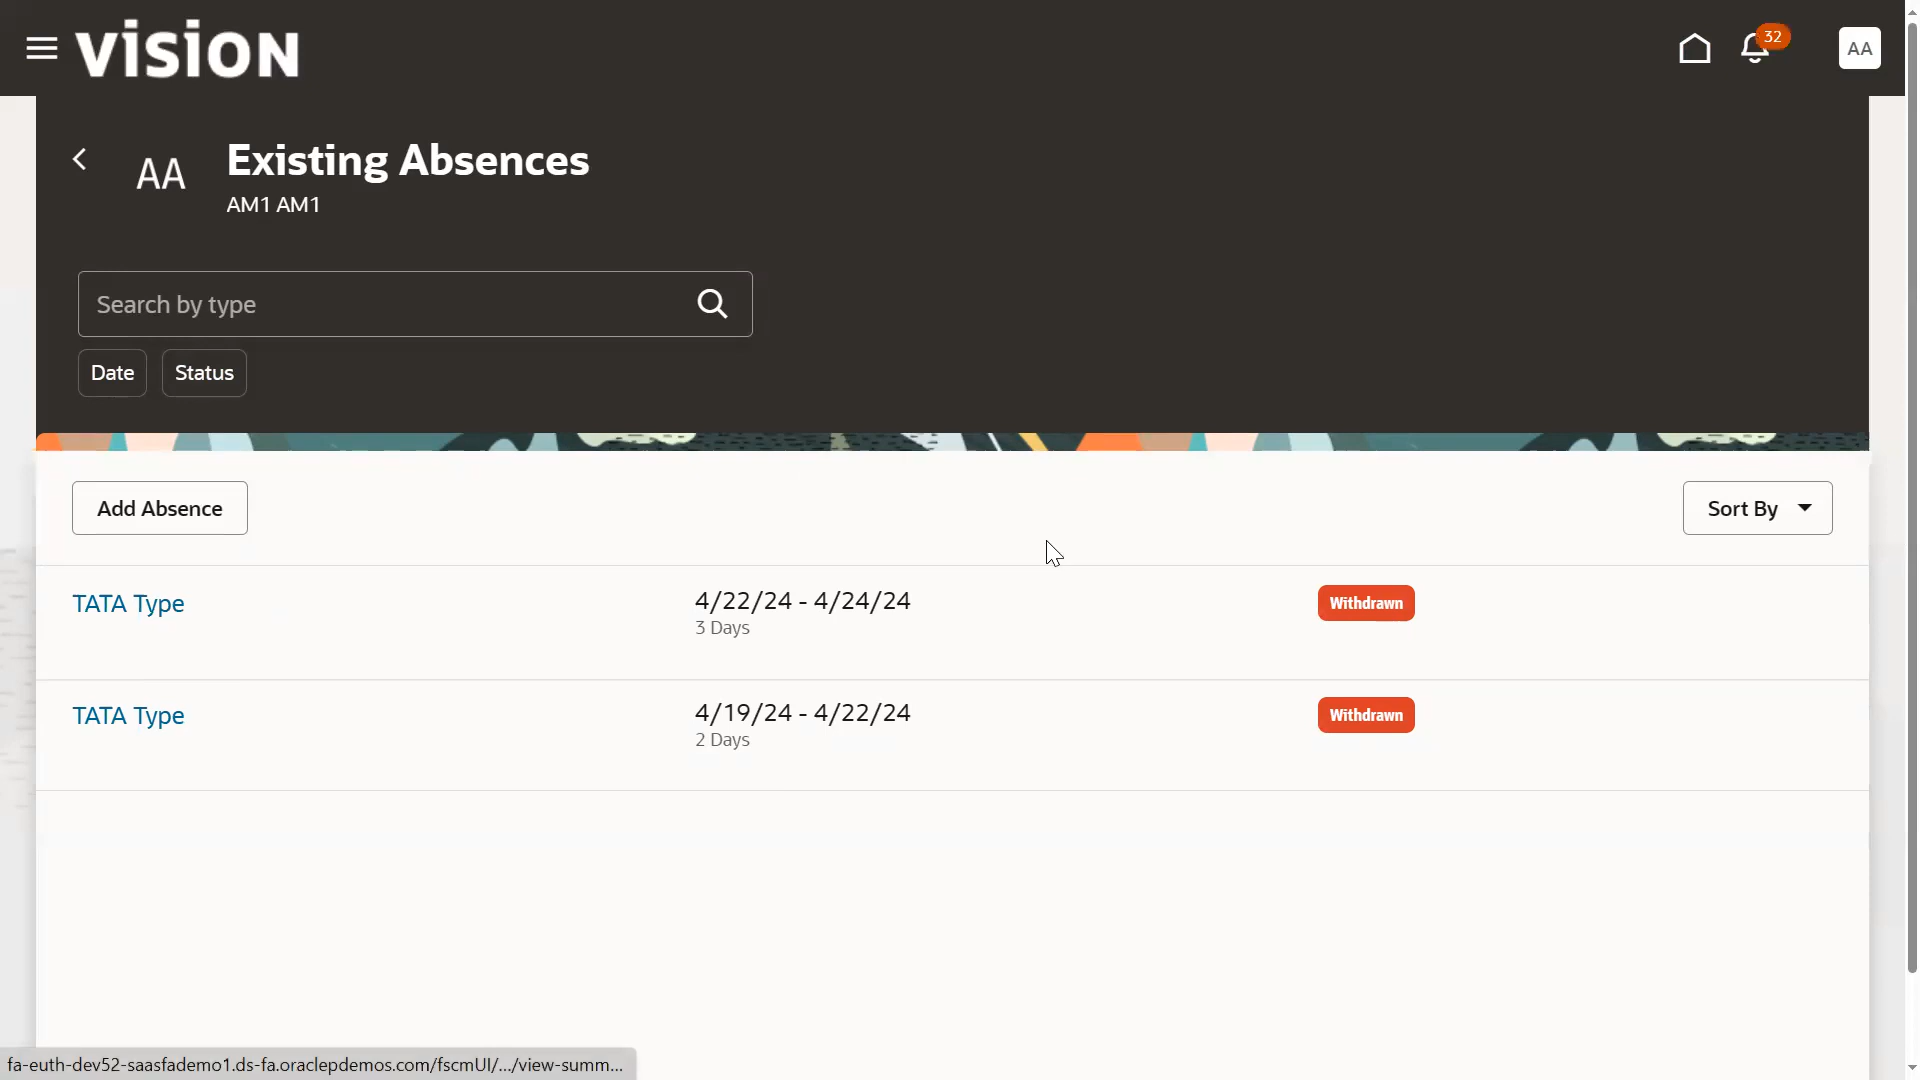 vision
32
AA
AA
Existing Absences
AM1 AM1
Search by type
Date
Status
Add Absence
Sort By
TATA Type
4/22/24 - 4/24/24
3 Days
Withdrawn
TATA Type
4/19/24 - 4/22/24
2 Days
Withdrawn
fa-euth-dev52-saasfademo1.ds-fa.oraclepdemos.com/fscmUI/.../view-summ...